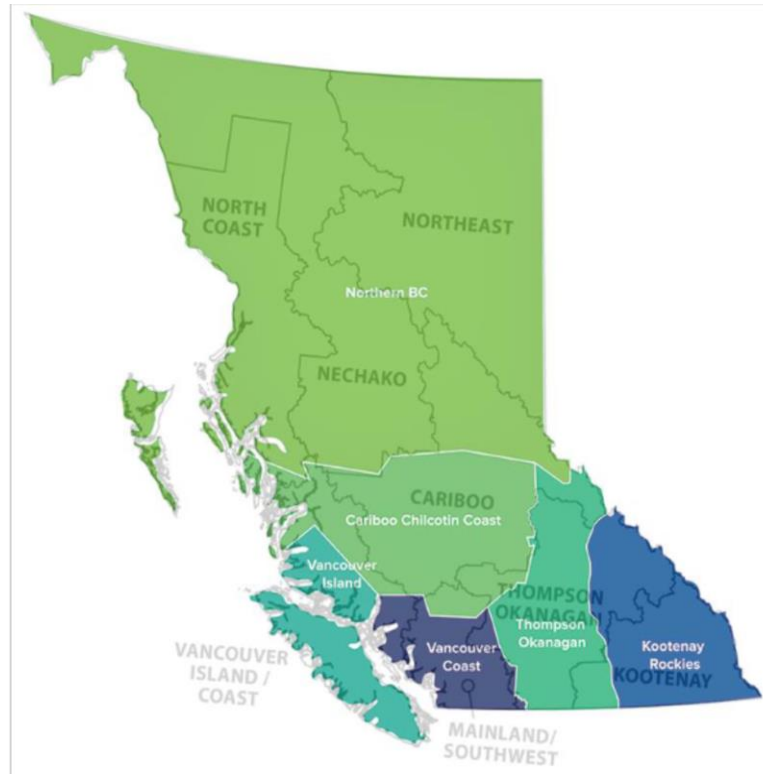 NORTH
COAST
NORTHEAST
Northern BC
NECHAKO
CARIBOO
Cariboo Chilcotin Coast
Vancouver
Island
THOMPSON
OKANAGAN
Thompson
Okanagan
Kootenay
Rockies
KOOTENAY
Vancouver
Coast
VANCOUVER
ISLAND /
COAST
MAINLAND/
SOUTHWEST